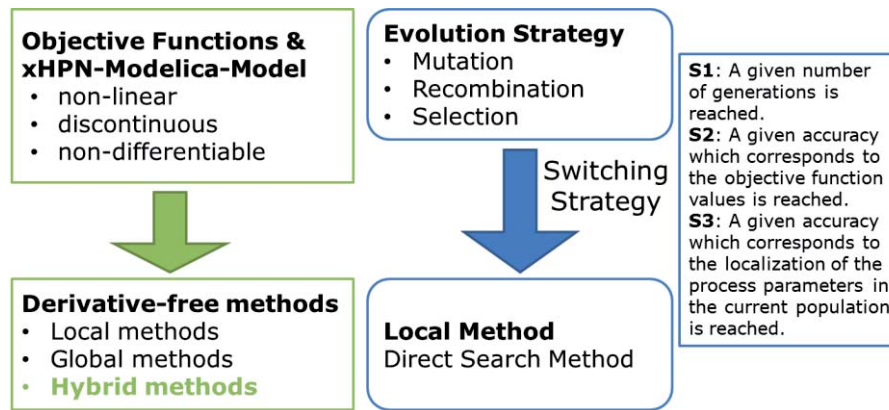 Objective Functions &
xHPN-Modelica-Model
• non-linear
• discontinuous
• non-differentiable
Derivative-free methods
• Local methods
• Global methods
• Hybrid methods
Evolution Strategy
• Mutation
• Recombination
• Selection
Switching
Strategy
Local Method
Direct Search Method
S1: A given number
of generations is
reached.
S2: A given accuracy
which corresponds to
the objective function
values is reached.
S3: A given accuracy
which corresponds to
the localization of the
process parameters in
the current population
is reached.